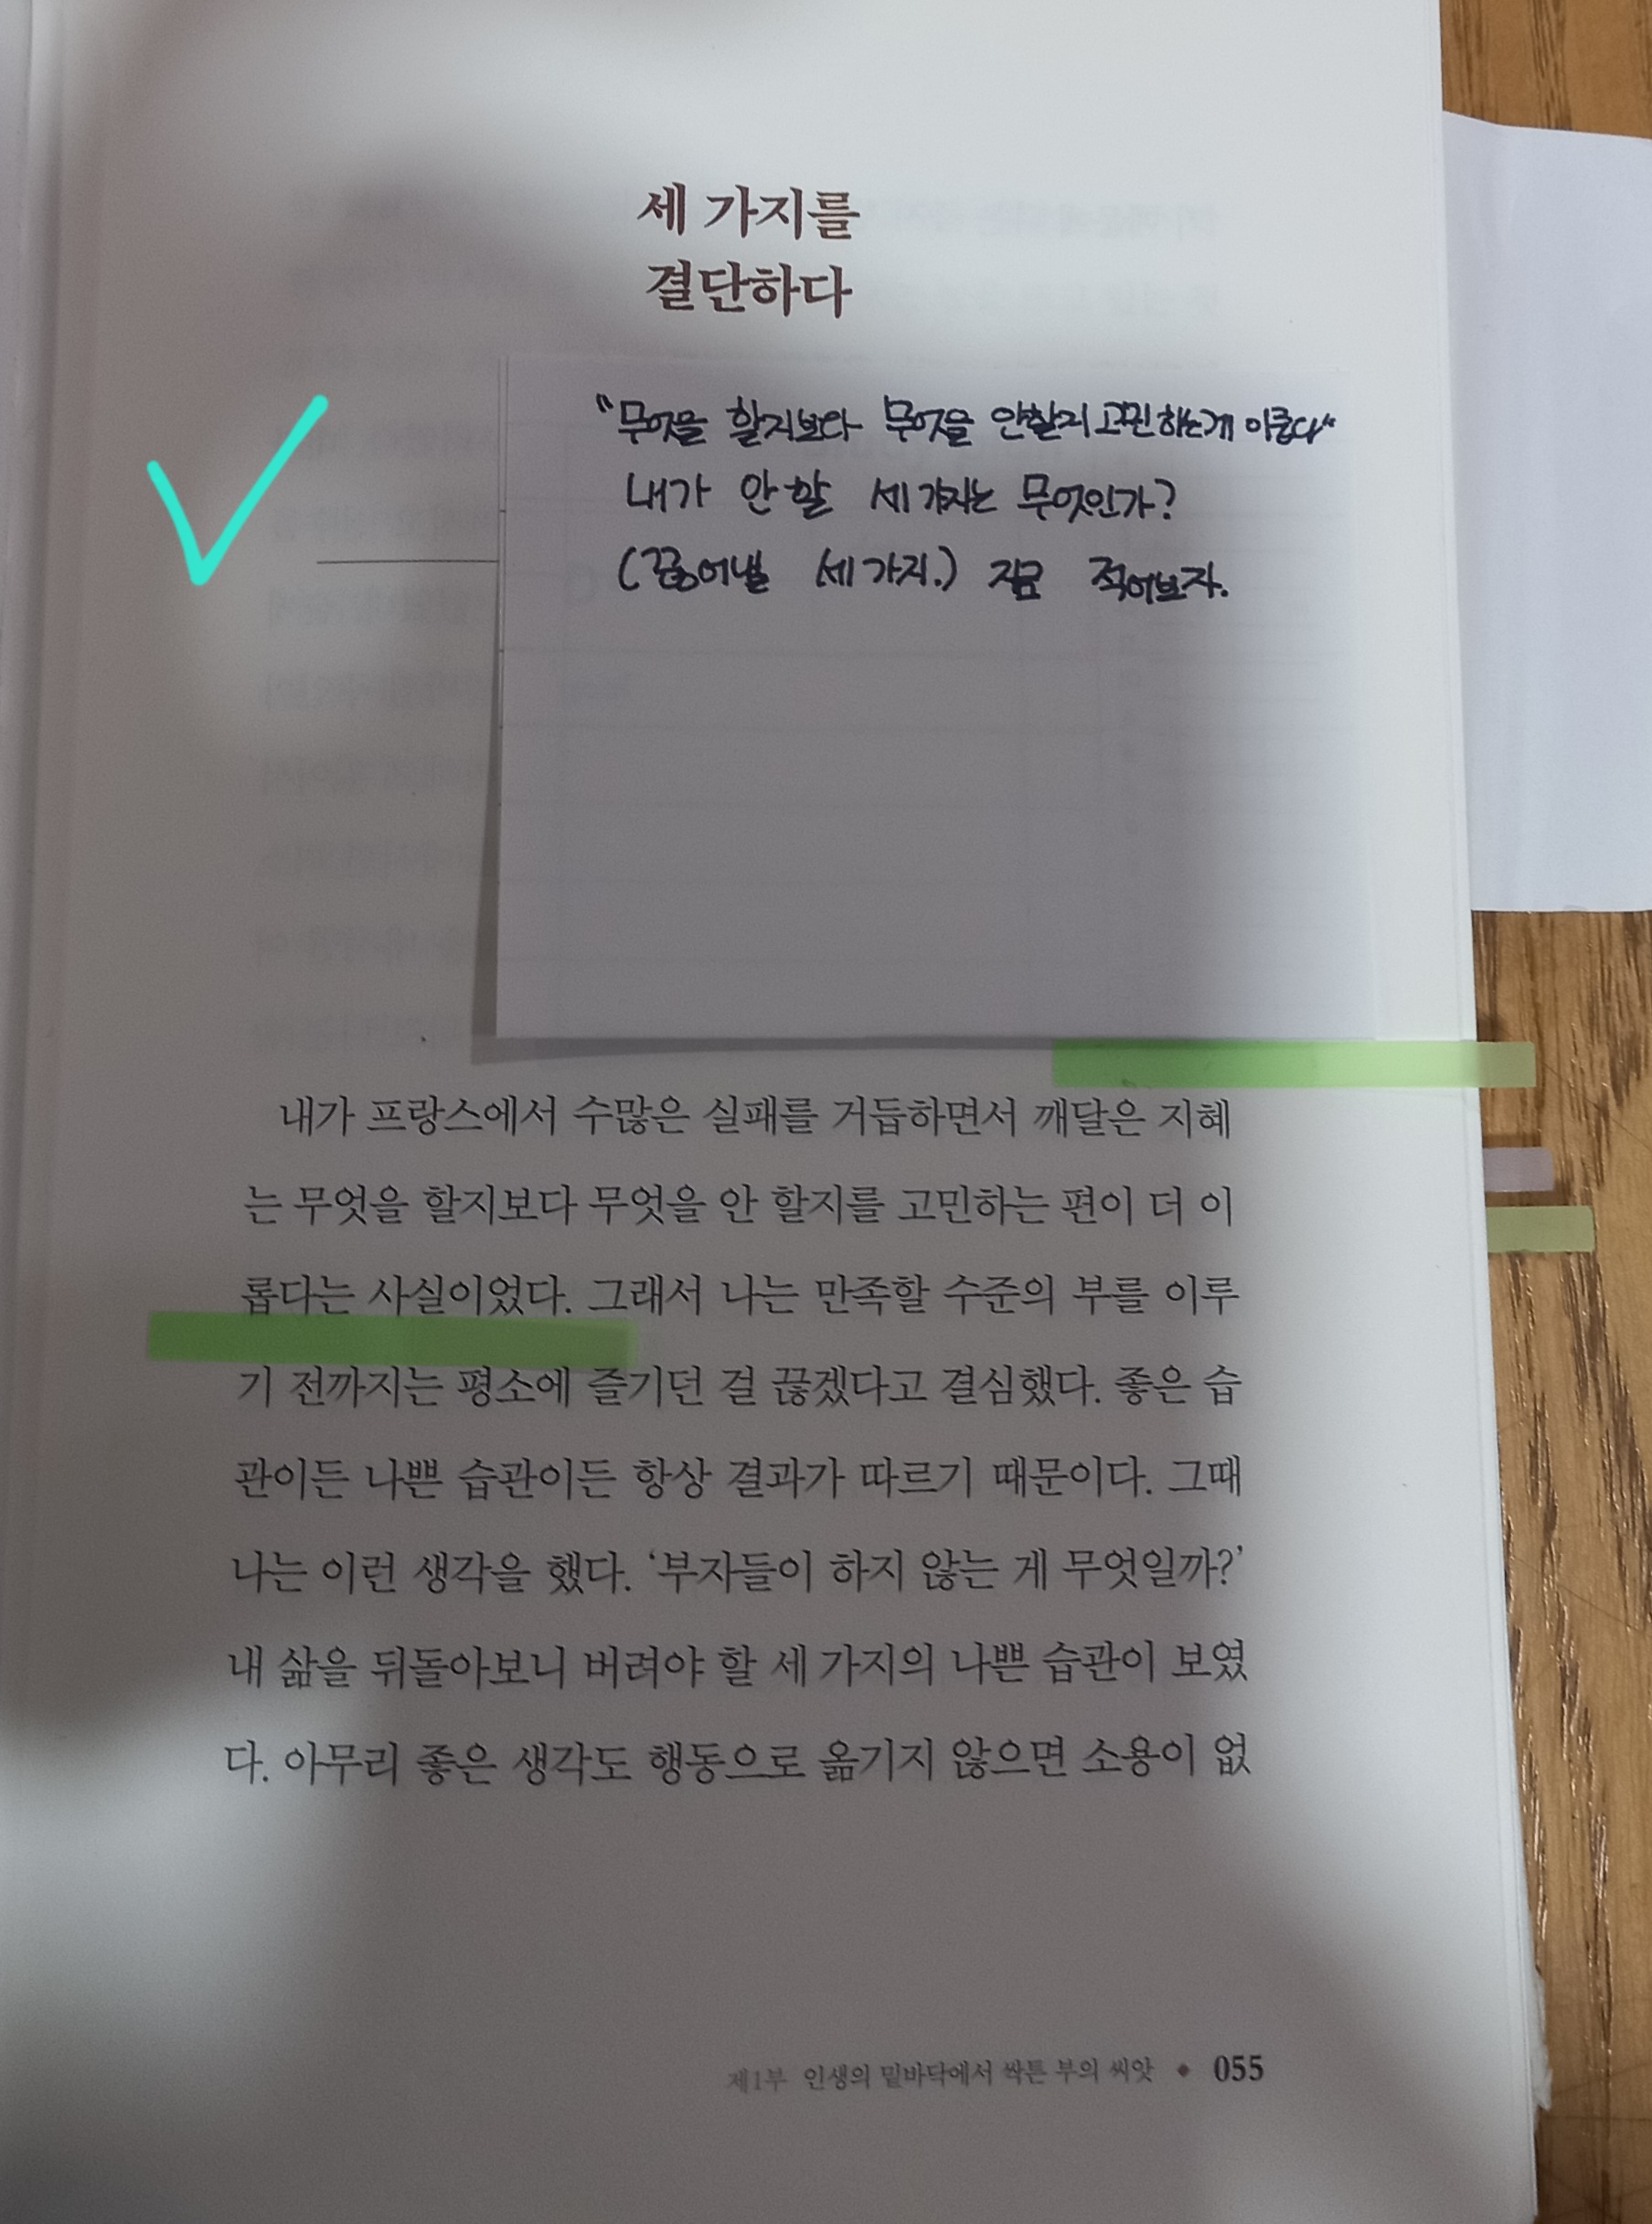 세 가지를
결단하다
"무엇을 할지보다 무엇을 안할지 고민하는게 이롭다"
내가 안 할 세가지는 무엇인가?
(끊어낼 세가지.) 지금 적어보자.
내가 프랑스에서 수많은 실패를 거듭하면서 깨달은 지혜
는 무엇을 할지보다 무엇을 안 할지를 고민하는 편이 더 이
롭다는 사실이었다. 그래서 나는 만족할 수준의 부를 이루
기 전까지는 평소에 즐기던 걸 끊겠다고 결심했다. 좋은 습
관이든 나쁜 습관이든 항상 결과가 따르기 때문이다. 그때
나는 이런 생각을 했다. ‘부자들이 하지 않는 게 무엇일까?’
내 삶을 뒤돌아보니 버려야 할 세 가지의 나쁜 습관이 보였
다. 아무리 좋은 생각도 행동으로 옮기지 않으면 소용이 없
제1부 인생의 밑바닥에서 싹튼 부의 씨앗 ◆ 055